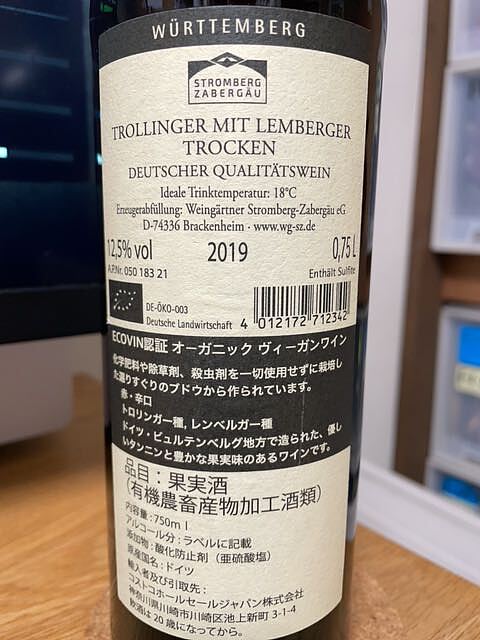 WÜRTTEMBERG
STROMBERG
ZABERGÄU
TROLLINGER MIT LEMBERGER
TROCKEN
DEUTSCHER QUALITÄTSWEIN
Ideale Trinktemperatur: 18°C
Erzeugerabfüllung: Weingärtner Stromberg-Zabergäu eG
D-74336 Brackenheim · www.wg-sz.de
12,5% vol 2019 0,75 L
A.P.Nr. 050 183 21 Enthält Sulfite
DE-ÖKO-003
Deutsche Landwirtschaft
4 012172 712342
ECOVIN認証 オーガニック ヴィーガンワイン
化学肥料や除草剤、殺虫剤を一切使用せずに栽培し
た選りすぐりのブドウから作られています。
赤・辛口
トロリンガー種, レンベルガー種
ドイツ・ビュルテンベルグ地方で造られた、優し
いタンニンと豊かな果実味のあるワインです。
品目：果実酒
(有機農畜産物加工酒類)
内容量：750ml
アルコール分：ラベルに記載
添加物：酸化防止剤（亜硫酸塩）
原産国名：ドイツ
輸入者及び引取先：
コストコホールセールジャパン株式会社
神奈川県川崎市川崎区池上新町 3-1-4
飲酒は20歳になってから。